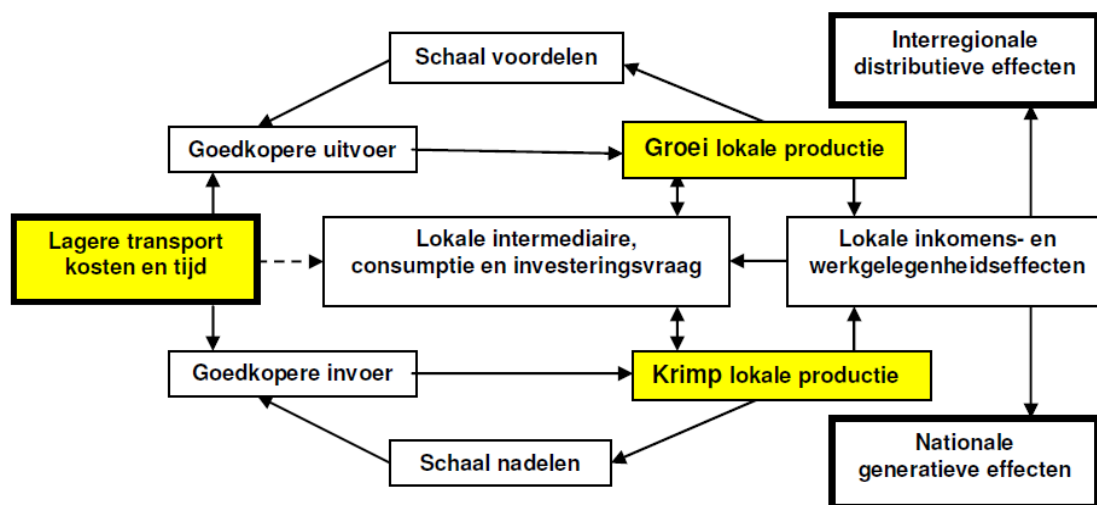 Schaal voordelen
Interregionale
distributieve effecten
Goedkopere uitvoer
Groei lokale productie
Lagere transport
kosten en tijd
Lokale intermediaire,
consumptie en investeringsvraag
Lokale inkomens- en
werkgelegenheidseffecten
Goedkopere invoer
Krimp lokale productie
Schaal nadelen
Nationale
generatieve effecten